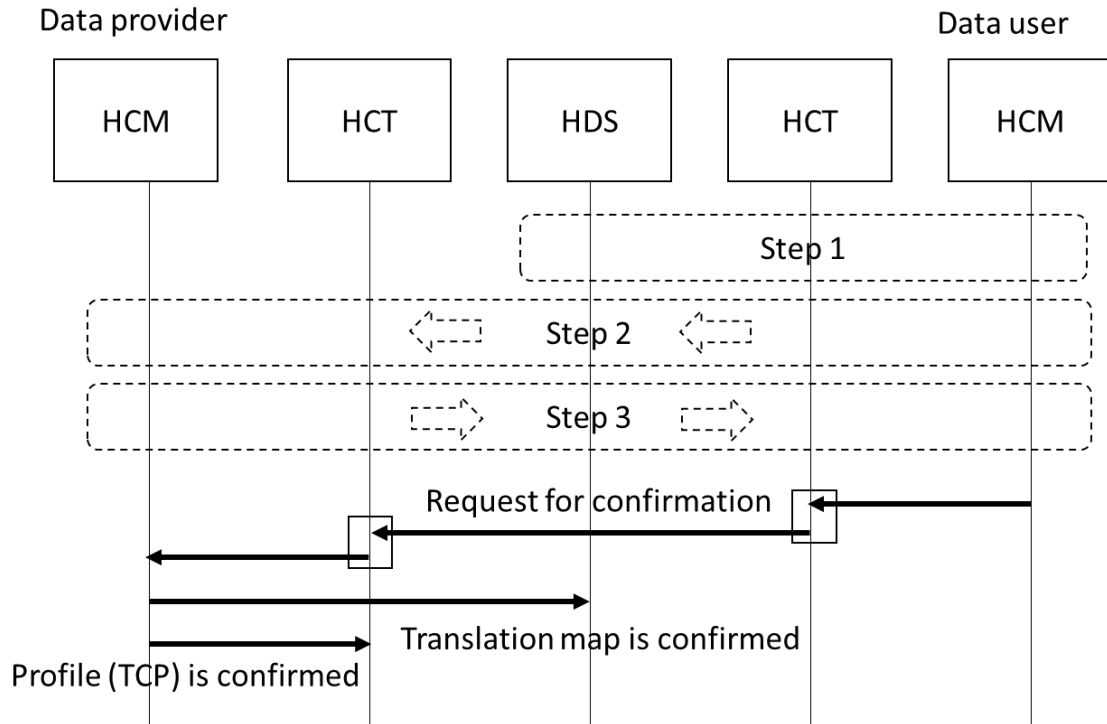 Data provider
Data user
HCM
HCT
HDS
HCT
HCM
Step 1
Step 2
Step 3
Request for confirmation
Translation map is confirmed
Profile (TCP) is confirmed